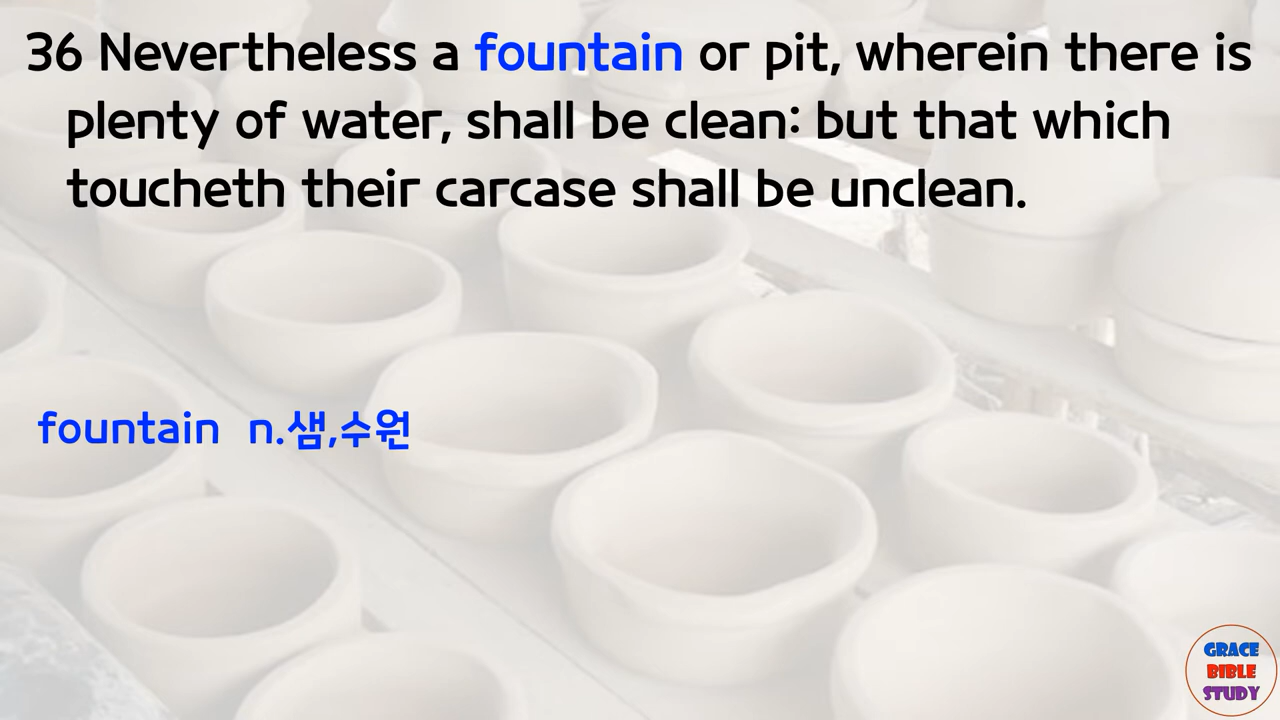 36 Nevertheless a fountain or pit, wherein there is
plenty of water, shall be clean: but that which
toucheth their carcase shall be unclean.
fountain n.샘,수원
GRACE
BIBLE
STUDY